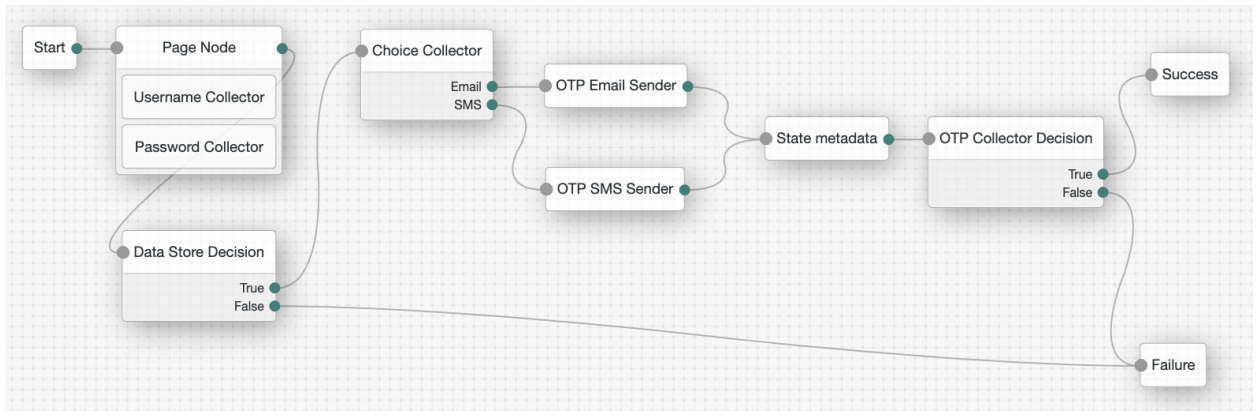 Start
Page Node
Username Collector
Password Collector
Data Store Decision
True
False
Choice Collector
Email
SMS
OTP Email Sender
OTP SMS Sender
State metadata
OTP Collector Decision
True
False
Success
Failure